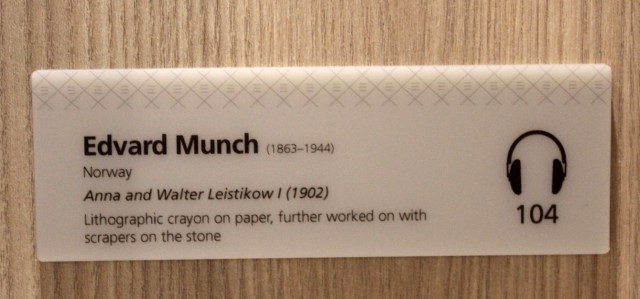 Edvard Munch (1863–1944)
Norway
Anna and Walter Leistikow I (1902)
Lithographic crayon on paper, further worked on with
scrapers on the stone
104